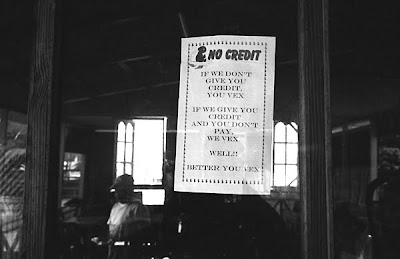 NO CREDIT
IF WE DON'T
GIVE YOU
CREDIT,
YOU VEX
IF WE GIVE YOU
CREDIT
AND YOU DON'T
PAY,
WE VEX
WELL!!
BETTER YOU VEX